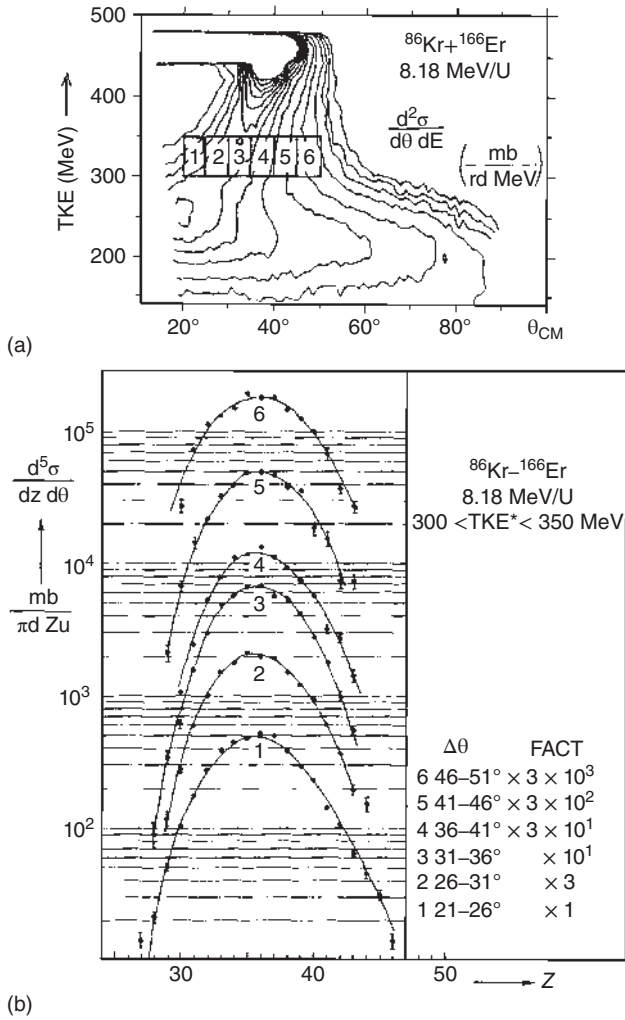 500
400
300
200
TKE (MeV)
⁸⁶Kr+¹⁶⁶Er
8.18 MeV/U
d²σ
dθ dE
( mb
rd MeV )
1 2 3 4 5 6
20° 40° 60° 80° θCM
(a)
10⁵
10⁴
10³
10²
d⁵σ
dz dθ
mb
πd Zu
6
5
4
3
2
1
⁸⁶Kr–¹⁶⁶Er
8.18 MeV/U
300 <TKE*< 350 MeV
Δθ FACT
6 46–51° × 3 × 10³
5 41–46° × 3 × 10²
4 36–41° × 3 × 10¹
3 31–36° × 10¹
2 26–31° × 3
1 21–26° × 1
30 40 50 Z
(b)